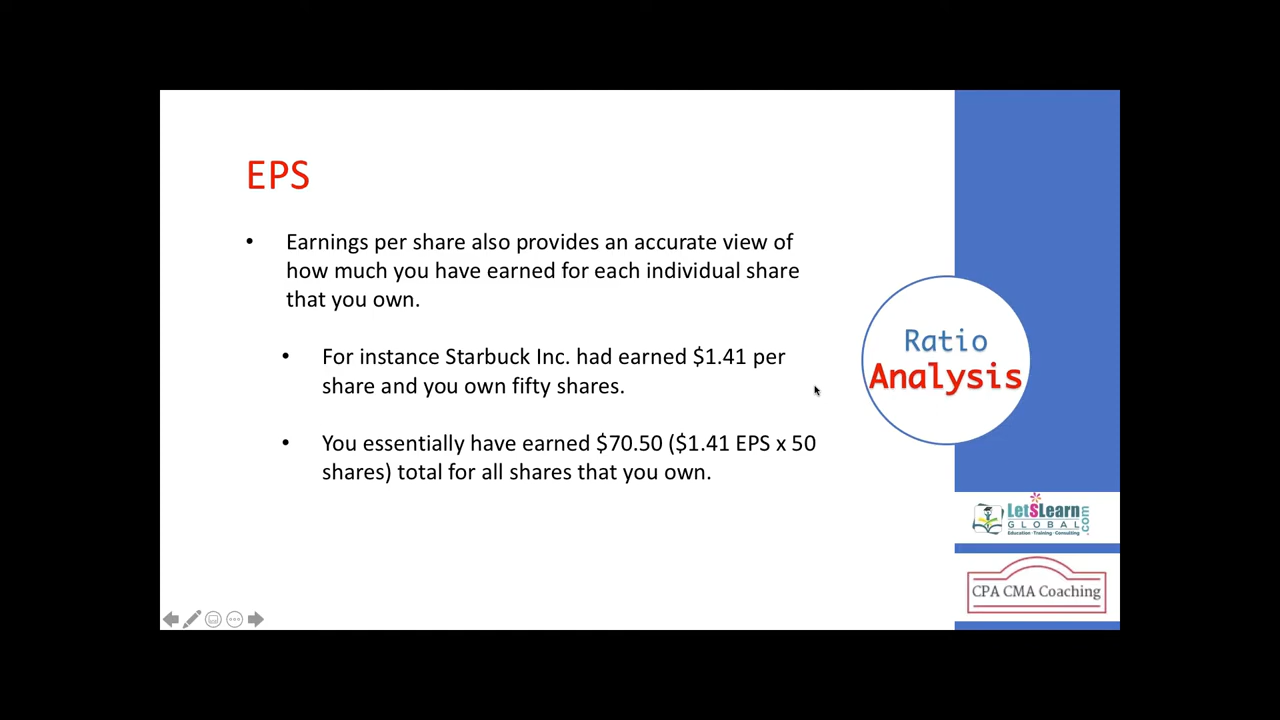 EPS
• Earnings per share also provides an accurate view of
how much you have earned for each individual share
that you own.
• For instance Starbuck Inc. had earned $1.41 per
share and you own fifty shares.
• You essentially have earned $70.50 ($1.41 EPS x 50
shares) total for all shares that you own.
Ratio
Analysis
LetSLearn
GLOBAL
.com
Education · Training · Consulting
CPA CMA Coaching